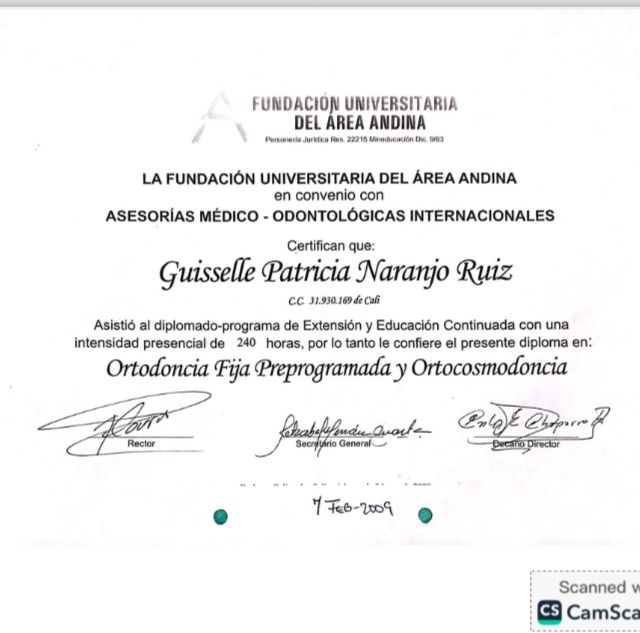 FUNDACIÓN UNIVERSITARIA
DEL ÁREA ANDINA
Personería Jurídica Res. 22215 Mineducación Dic. 9/83
LA FUNDACIÓN UNIVERSITARIA DEL ÁREA ANDINA
en convenio con
ASESORÍAS MÉDICO - ODONTOLÓGICAS INTERNACIONALES
Certifican que:
Guisselle Patricia Naranjo Ruiz
C.C. 31.930.169 de Cali
Asistió al diplomado-programa de Extensión y Educación Continuada con una
intensidad presencial de 240 horas, por lo tanto le confiere el presente diploma en:
Ortodoncia Fija Preprogramada y Ortocosmodoncia
Rector
Secretario General
Decano Director
7 FEB-2009
Scanned w
CS CamSca